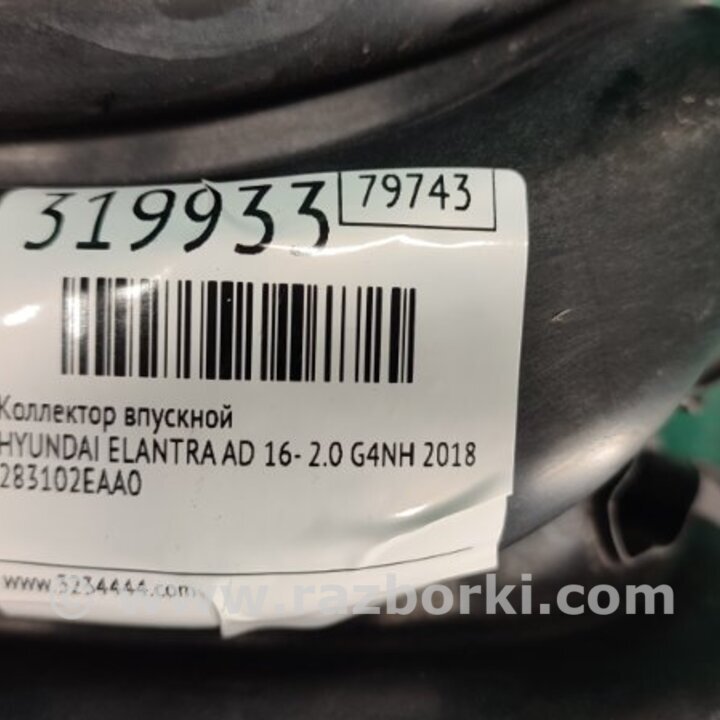 319933 79743
Коллектор впускной
HYUNDAI ELANTRA AD 16- 2.0 G4NH 2018
283102EAA0
www.3234444.com
© www.razborki.com